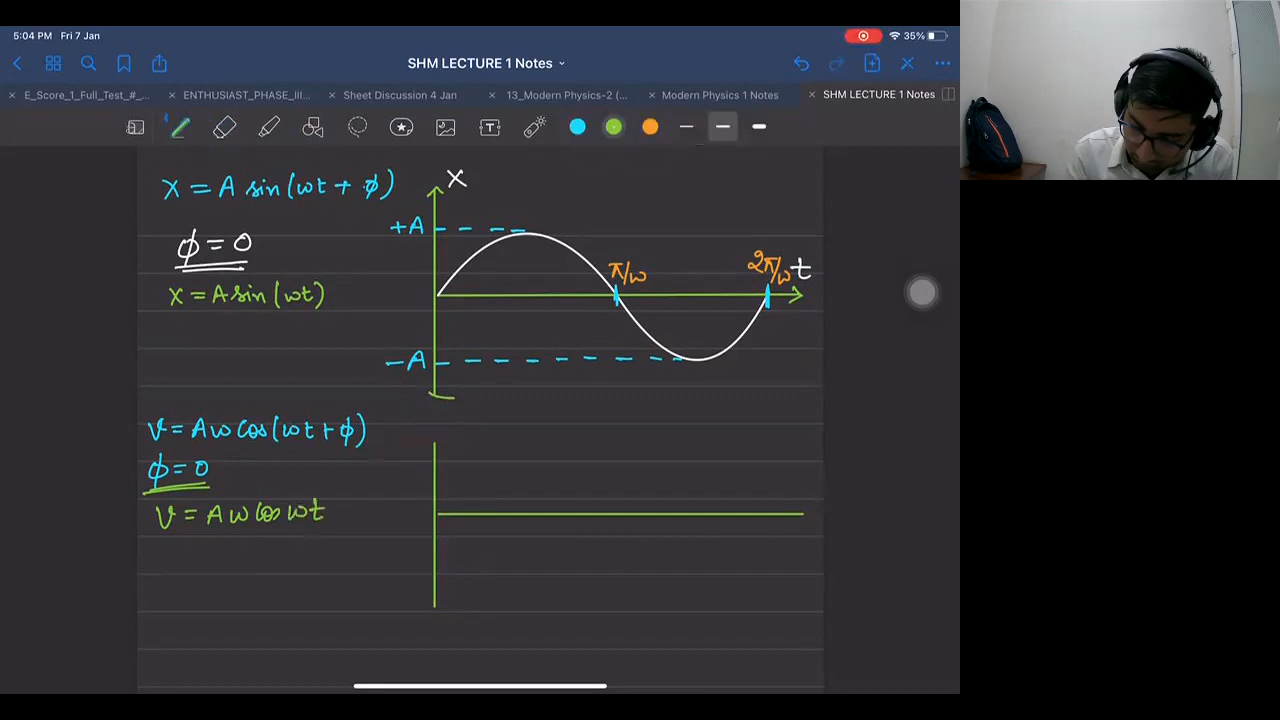 5:04 PM Fri 7 Jan
35%
SHM LECTURE 1 Notes
E_Score_1_Full_Test_#_...
ENTHUSIAST_PHASE_III...
Sheet Discussion 4 Jan
13_Modern Physics-2 (...
Modern Physics 1 Notes
SHM LECTURE 1 Notes
x = A sin(ωt + ϕ)
ϕ = 0
x = A sin(ωt)
x
+A
π/ω
2π/ω
t
-A
v = Aω cos(ωt + ϕ)
ϕ = 0
v = Aω cos ωt